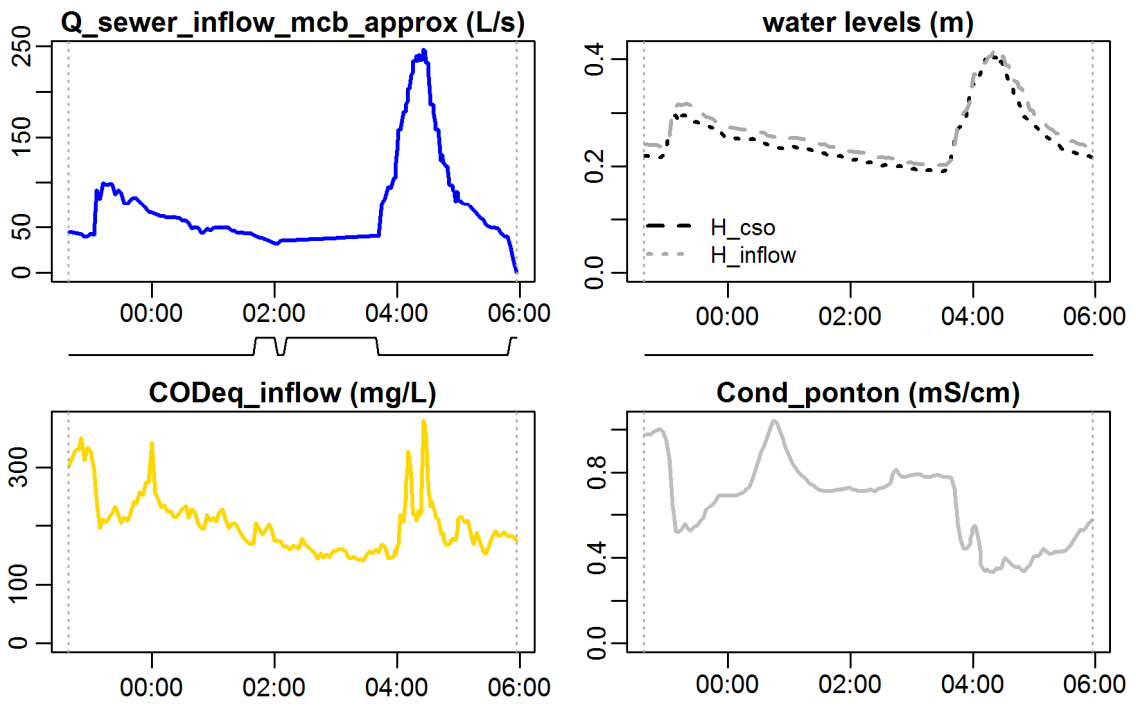 Q_sewer_inflow_mcb_approx (L/s)
250
150
50
0
00:00 02:00 04:00 06:00
water levels (m)
0.4
0.2
0.0
H_cso
H_inflow
00:00 02:00 04:00 06:00
CODeq_inflow (mg/L)
300
100
0
00:00 02:00 04:00 06:00
Cond_ponton (mS/cm)
0.8
0.4
0.0
00:00 02:00 04:00 06:00